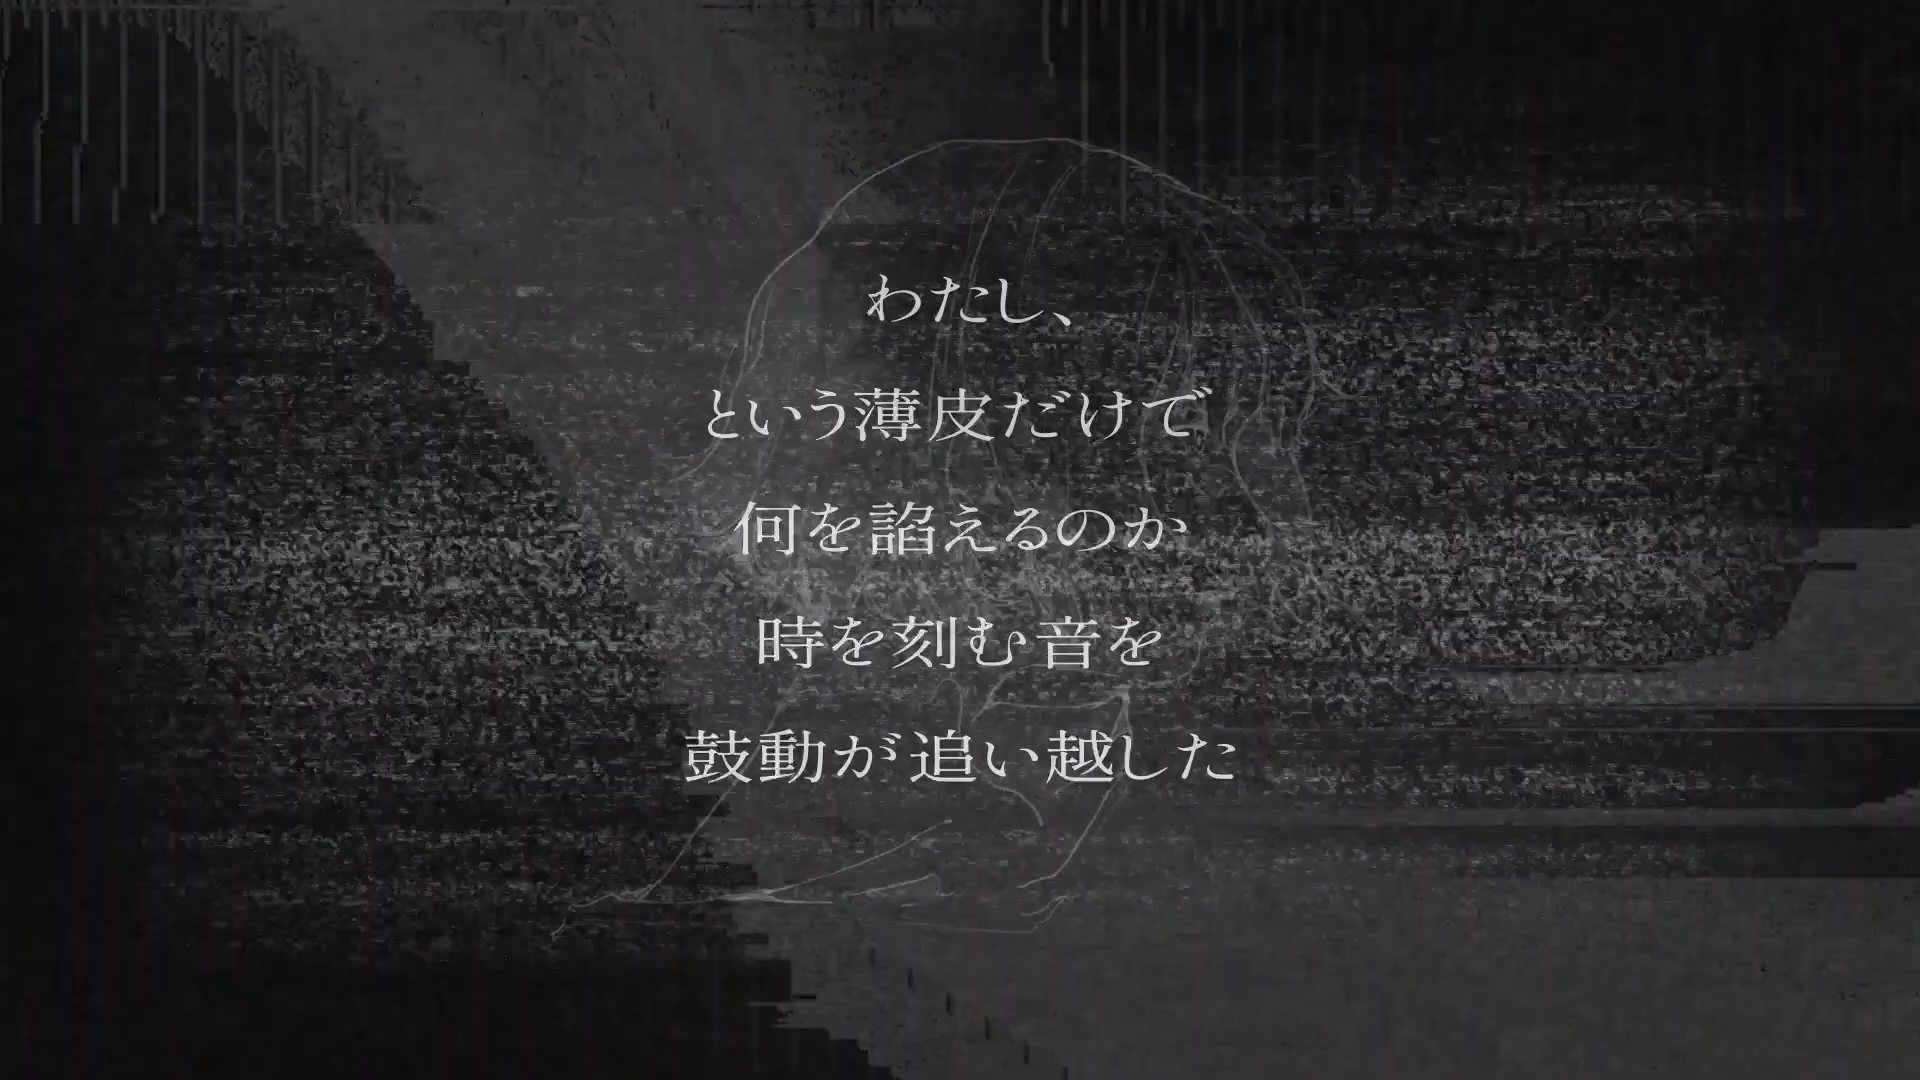 わたし、
という薄皮だけで
何を諂えるのか
時を刻む音を
鼓動が追い越した